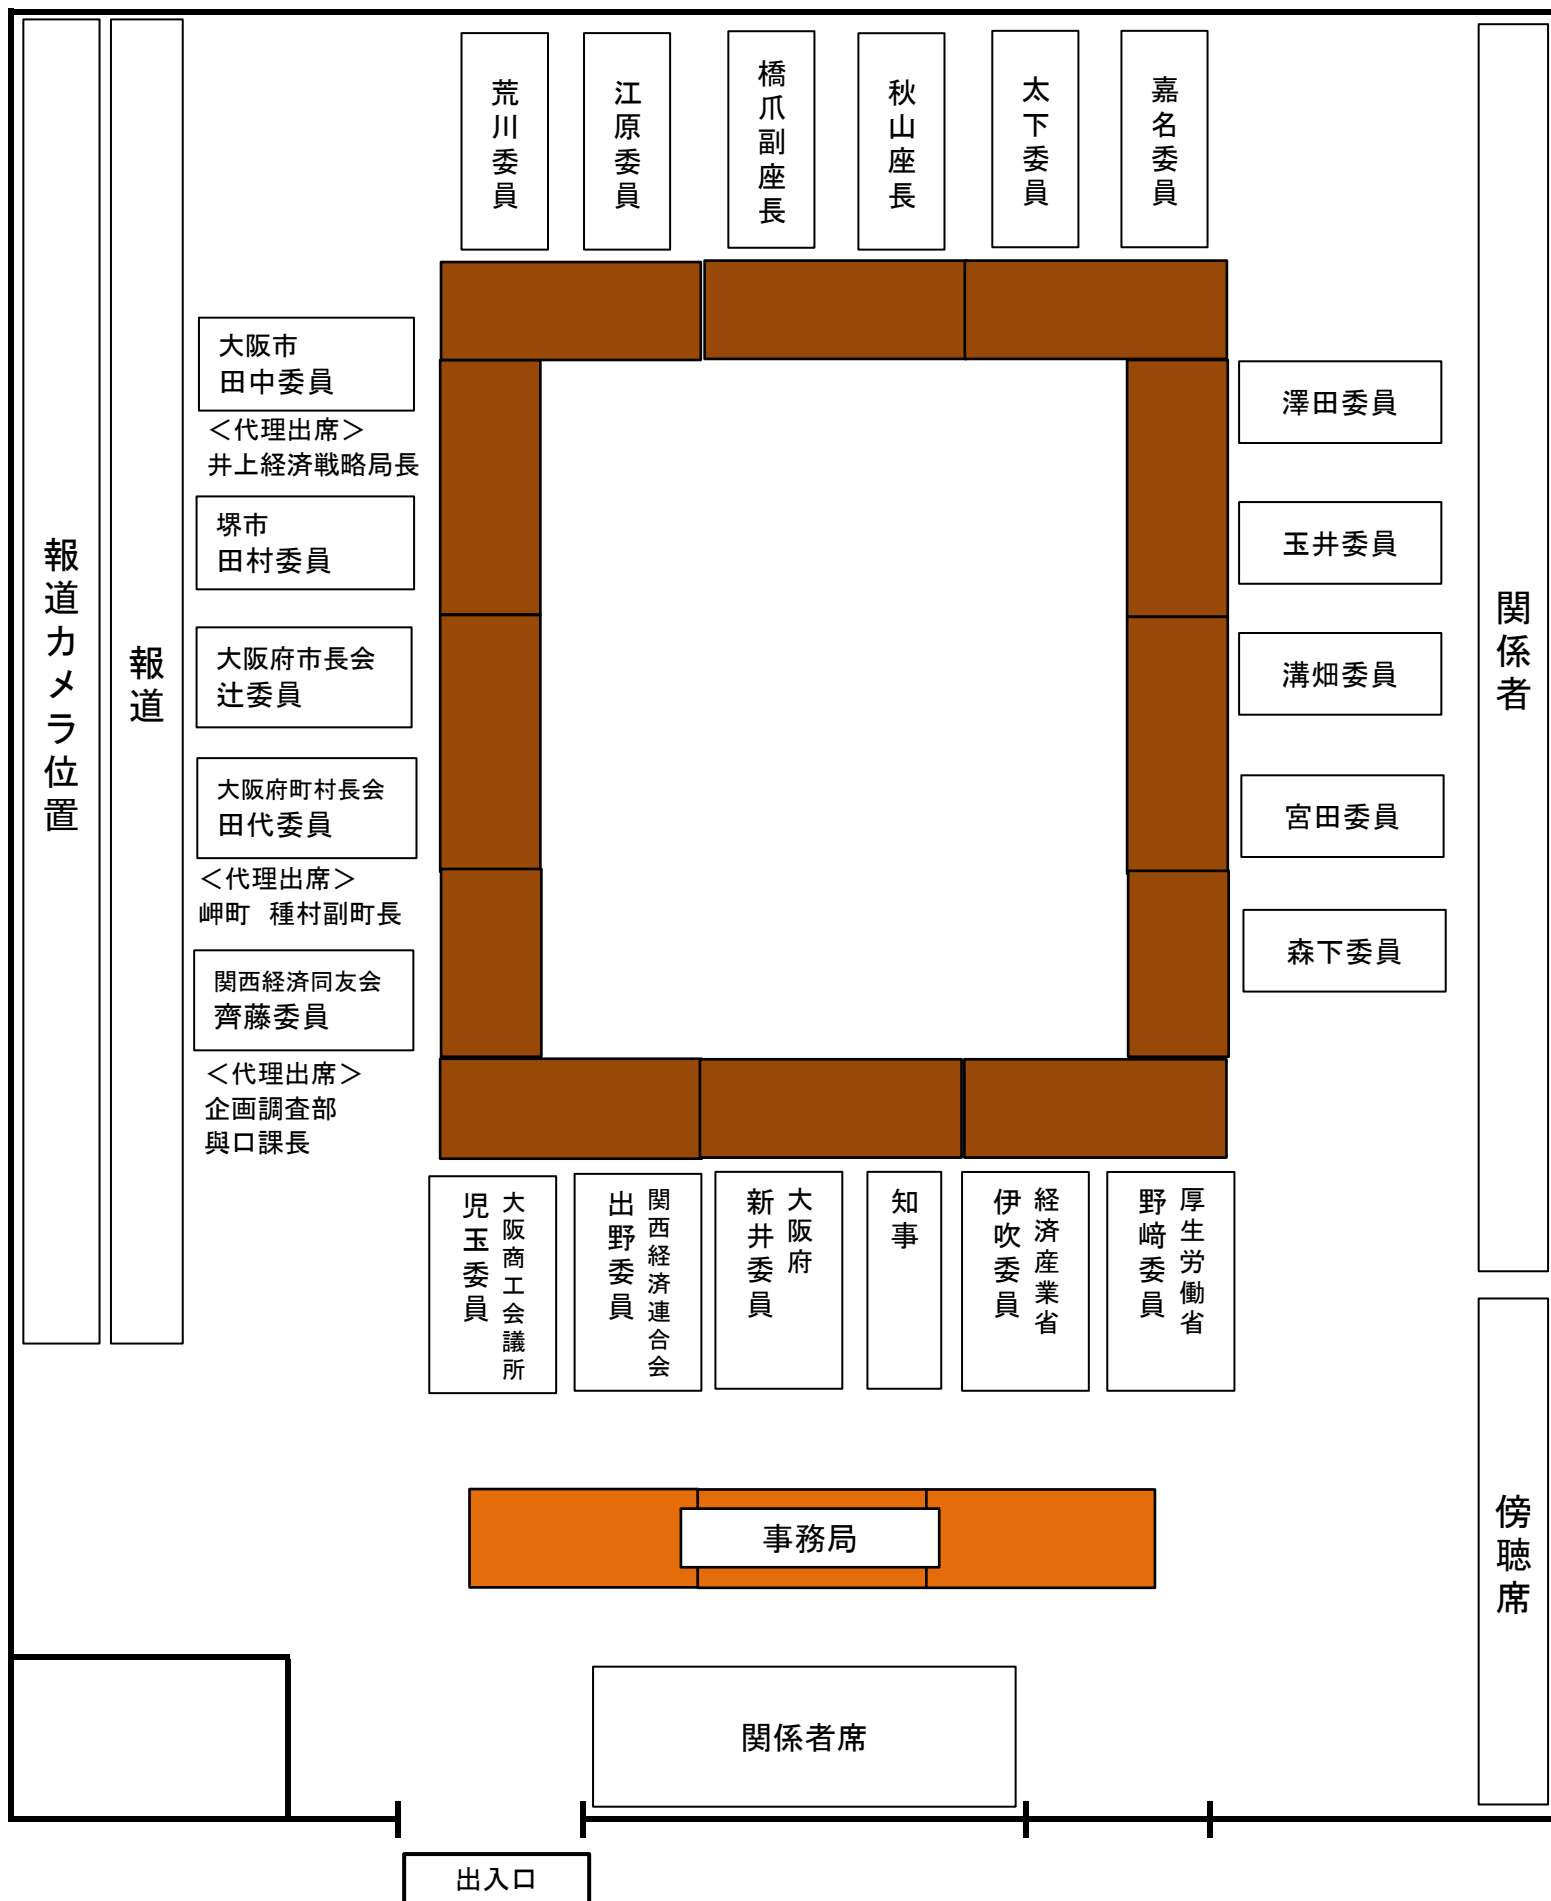 荒川委員
江原委員
橋爪副座長
秋山座長
太下委員
嘉名委員
大阪市
田中委員
＜代理出席＞
井上経済戦略局長
堺市
田村委員
大阪府市長会
辻委員
大阪府町村長会
田代委員
＜代理出席＞
岬町　種村副町長
関西経済同友会
齊藤委員
＜代理出席＞
企画調査部
與口課長
澤田委員
玉井委員
溝畑委員
宮田委員
森下委員
報道カメラ位置
報道
関係者
大阪商工会議所
児玉委員
関西経済連合会
出野委員
大阪府
新井委員
知事
経済産業省
伊吹委員
厚生労働省
野﨑委員
事務局
傍聴席
関係者席
出入口